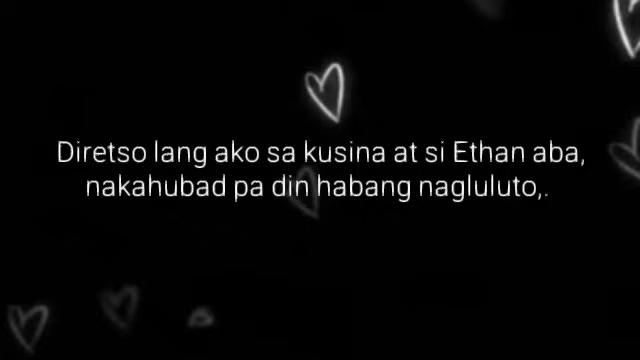 Diretso lang ako sa kusina at si Ethan aba,
nakahubad pa din habang nagluluto,.